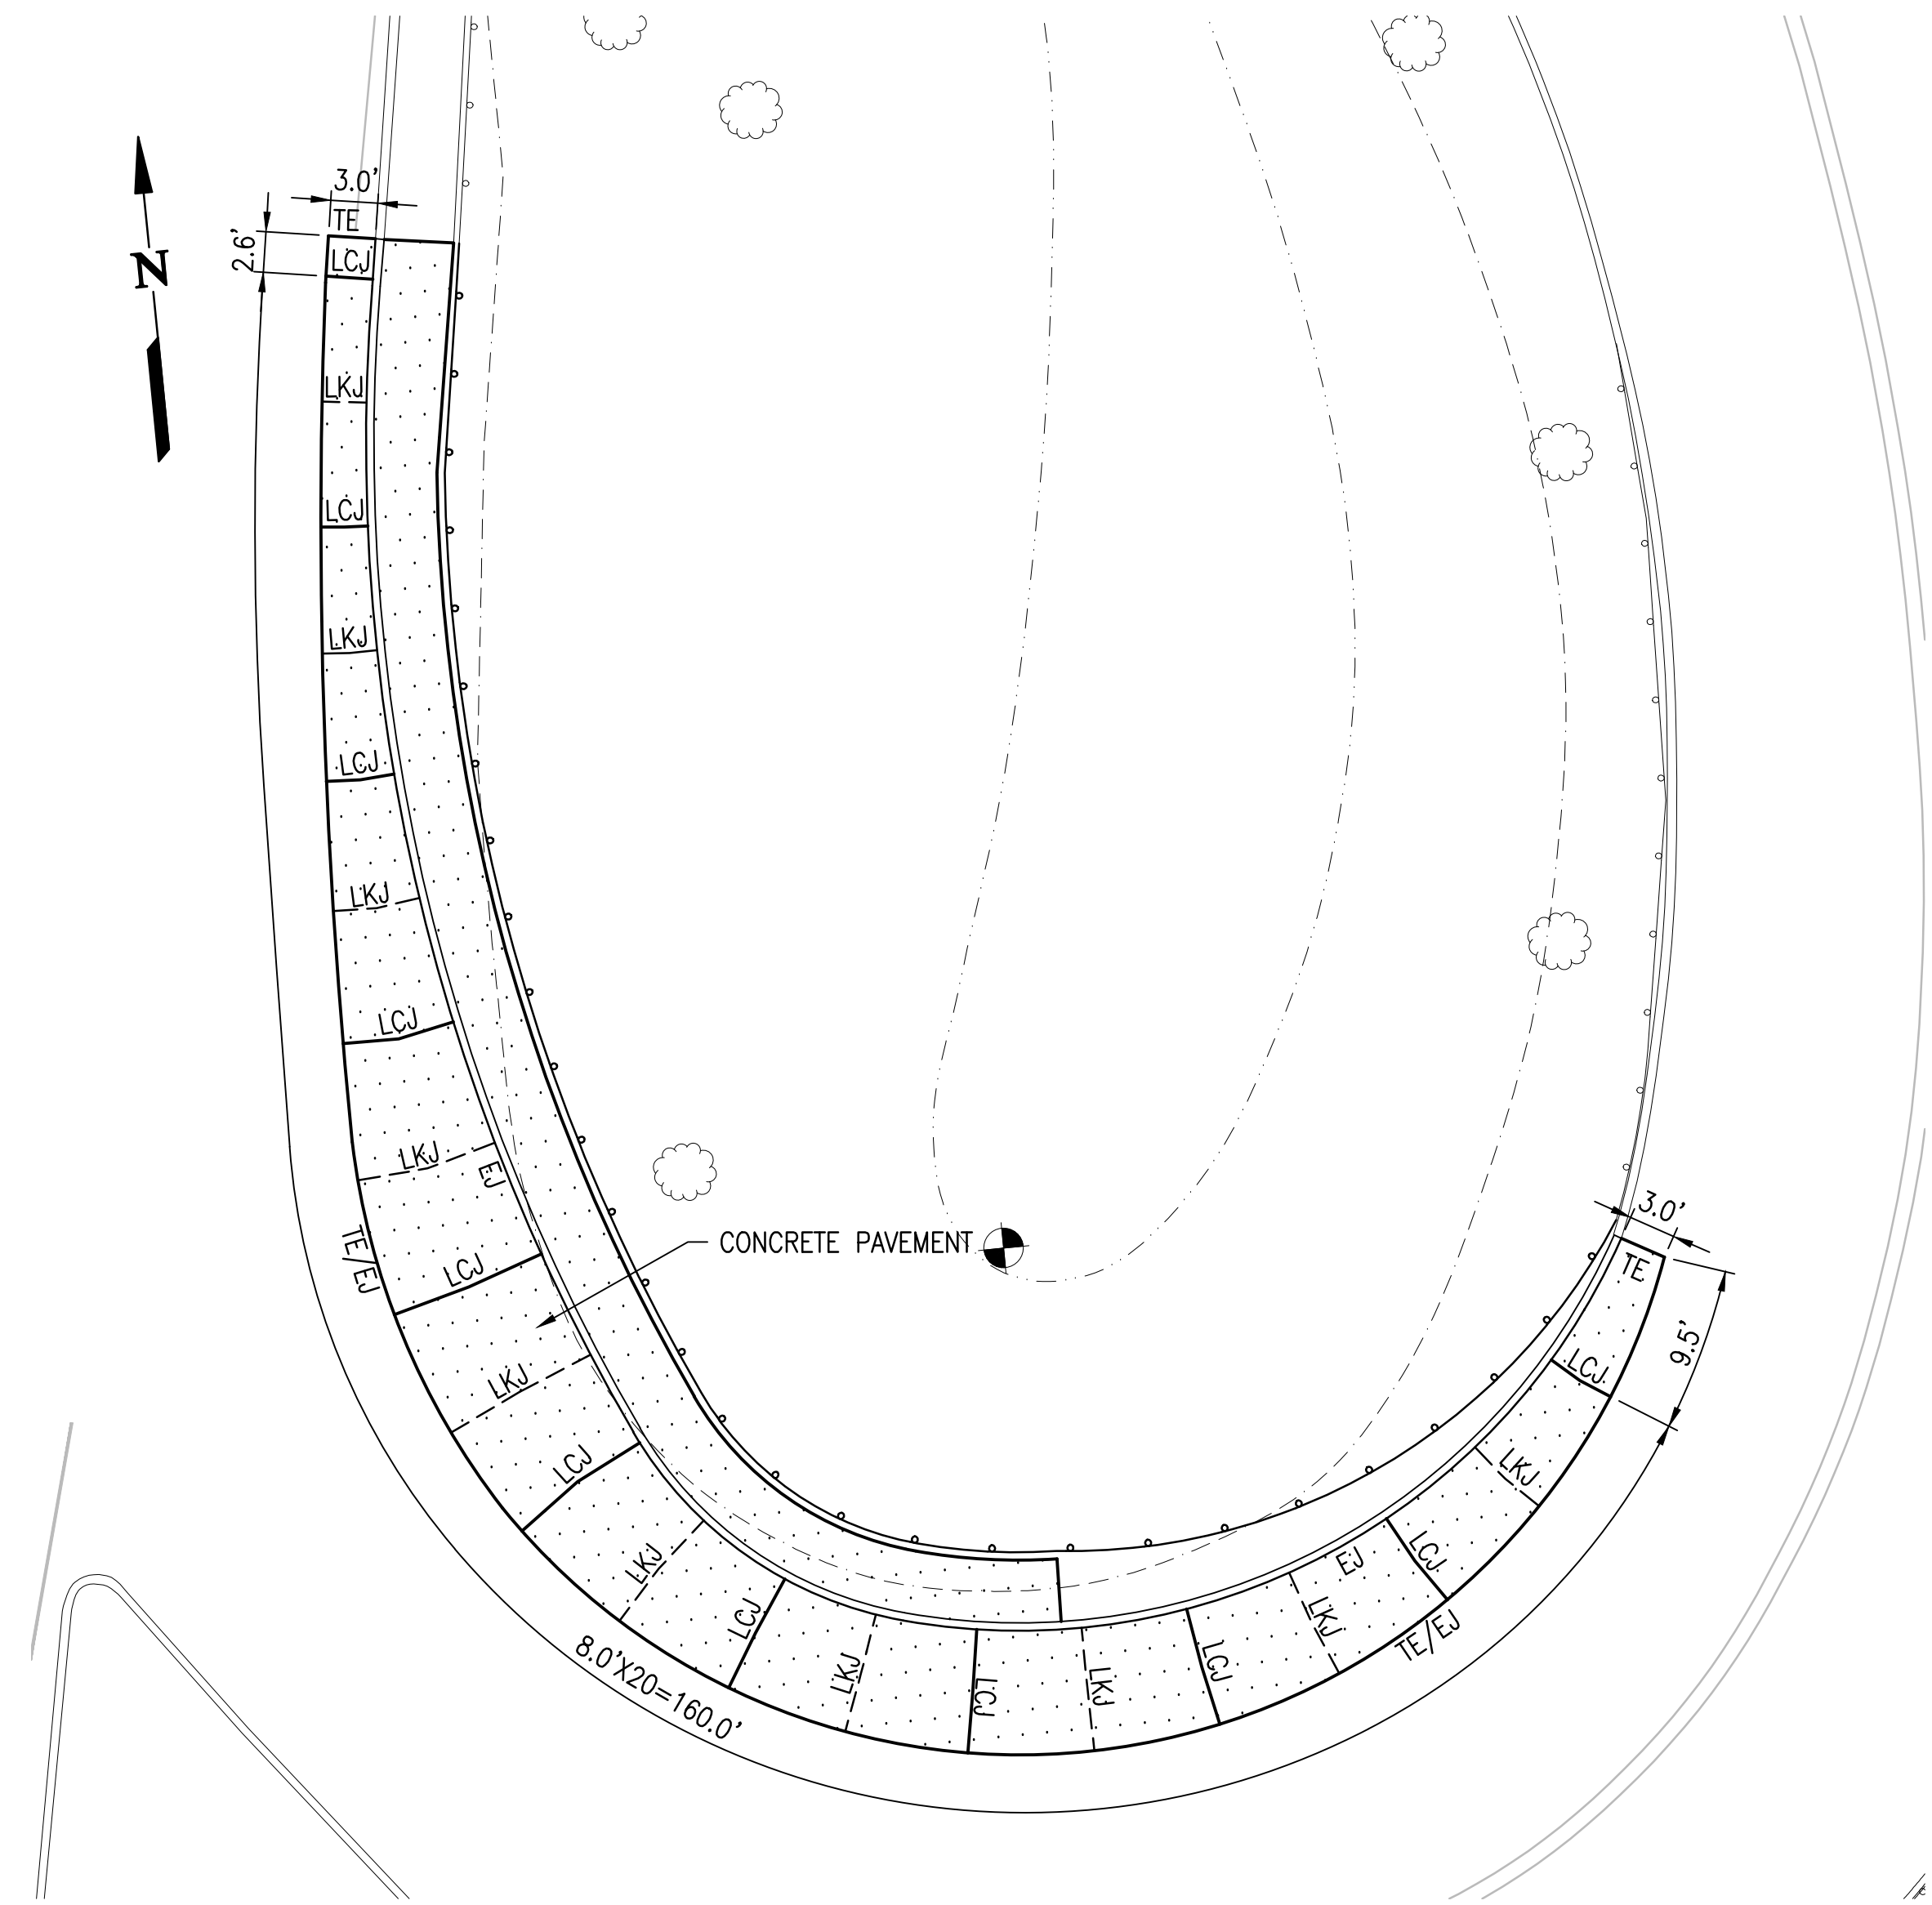 3.0'
TE
2.6'
N
LCJ
LKJ
LCJ
LKJ
LCJ
LKJ
LCJ
LKJ
EJ
TE/EJ
LCJ
CONCRETE PAVEMENT
3.0'
TE
9.5'
LCJ
LKJ
LCJ
LKJ
LCJ
EJ
LKJ
TE/EJ
LKJ
LCJ
LKJ
LCJ
LKJ
LCJ
8.0'X20=160.0'